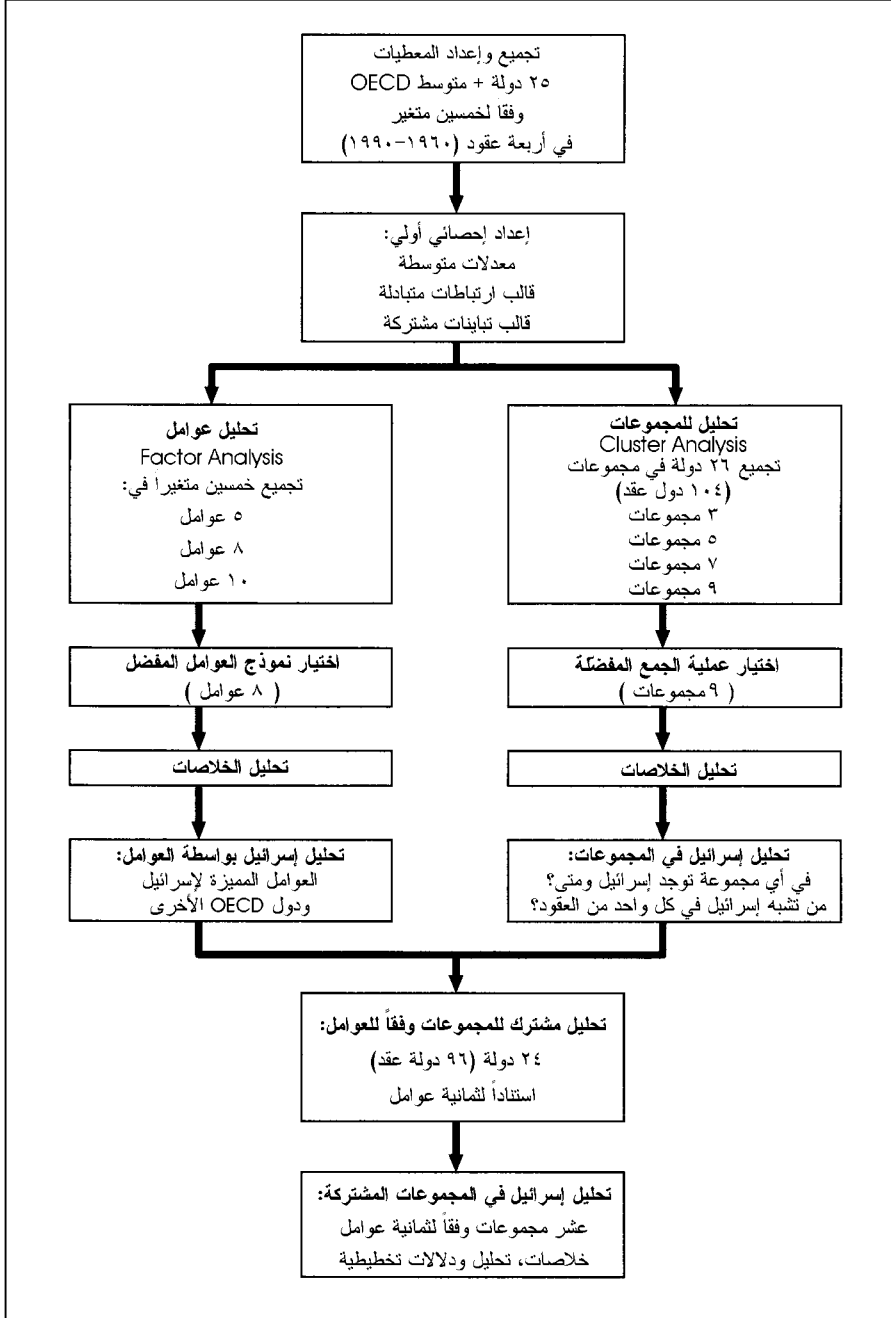 تجميع وإعداد المعطيات
٢٥ دولة + متوسط OECD
وفقاً لخمسين متغير
في أربعة عقود (١٩٦٠-١٩٩٠)
إعداد إحصائي أولي:
معدلات متوسطة
قالب ارتباطات متبادلة
قالب تباينات مشتركة
تحليل للمجموعات
Cluster Analysis
تجميع ٢٦ دولة في مجموعات
(١٠٤ دول عقد)
٣ مجموعات
٥ مجموعات
٧ مجموعات
٩ مجموعات
تحليل عوامل
Factor Analysis
تجميع خمسين متغيراً في:
٥ عوامل
٨ عوامل
١٠ عوامل
اختيار عملية الجمع المفضلّة
( ٩ مجموعات )
اختيار نموذج العوامل المفضل
( ٨ عوامل )
تحليل الخلاصات
تحليل الخلاصات
تحليل إسرائيل في المجموعات:
في أي مجموعة توجد إسرائيل ومتى؟
من تشبه إسرائيل في كل واحد من العقود؟
تحليل إسرائيل بواسطة العوامل:
العوامل المميزة لإسرائيل
ودول OECD الأخرى
تحليل مشترك للمجموعات وفقاً للعوامل:
٢٤ دولة (٩٦ دولة عقد)
استناداً لثمانية عوامل
تحليل إسرائيل في المجموعات المشتركة:
عشر مجموعات وفقاً لثمانية عوامل
خلاصات، تحليل ودلالات تخطيطية